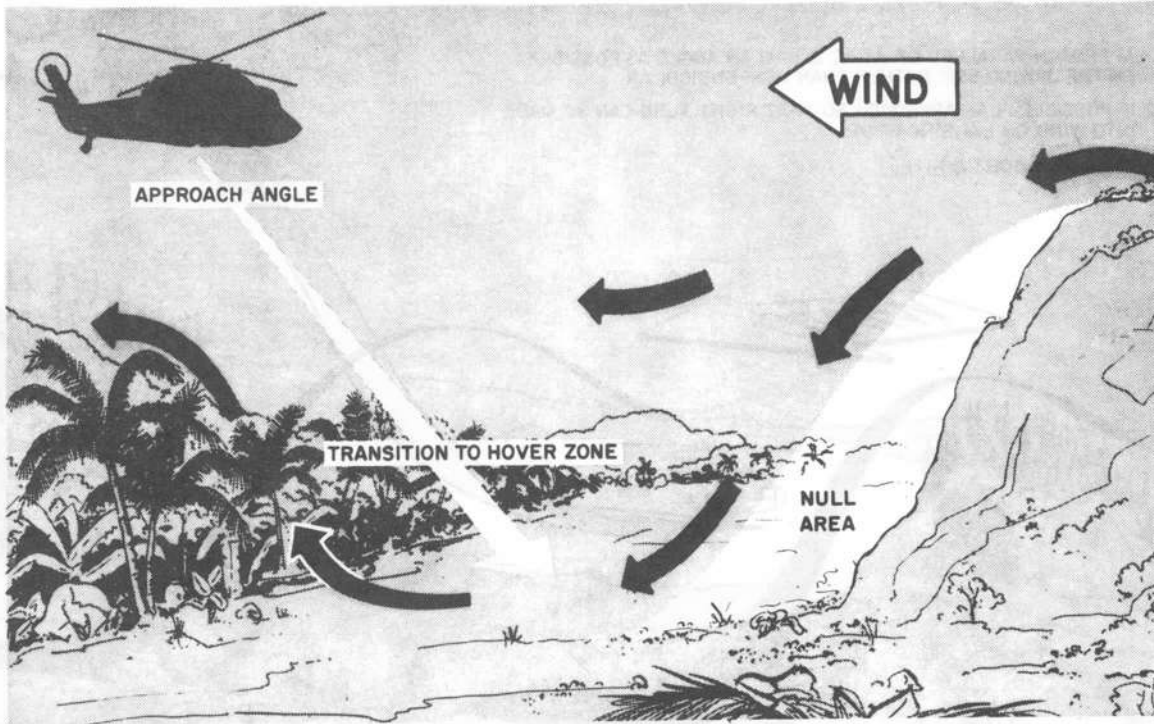 WIND
APPROACH ANGLE
TRANSITION TO HOVER ZONE
NULL
AREA